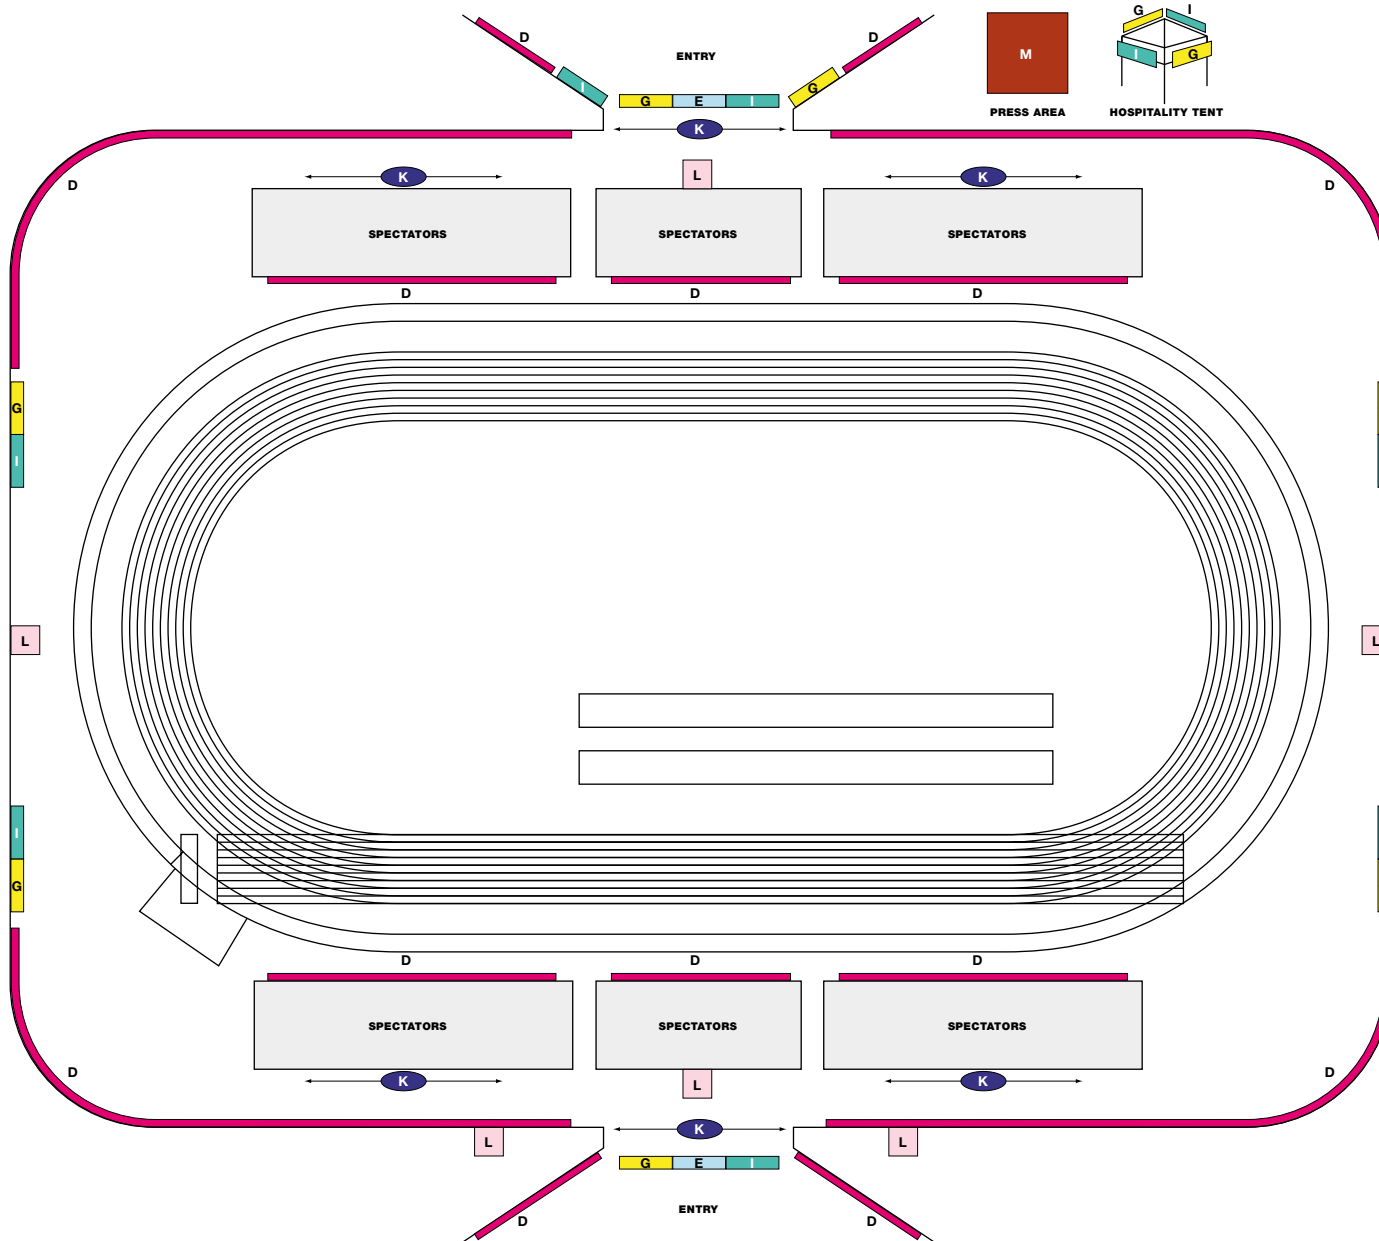 G I
D ENTRY D
I G
M
I G
G E I
PRESS AREA HOSPITALITY TENT
K
L
K K
D D
SPECTATORS SPECTATORS SPECTATORS
D D D
G
I
L L
I
G
D D D
SPECTATORS SPECTATORS SPECTATORS
D D
K L K
K
L L
G E I
ENTRY
D D